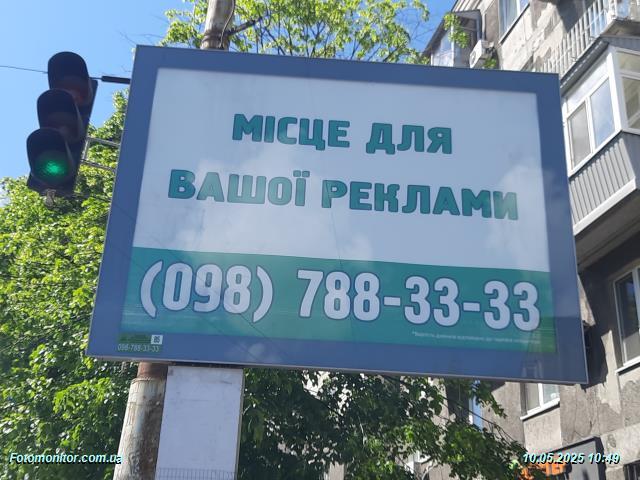 МІСЦЕ ДЛЯ
ВАШОЇ РЕКЛАМИ
(098) 788-33-33
098-788-33-33
Fotomonitor.com.ua
10.05.2025 10:49